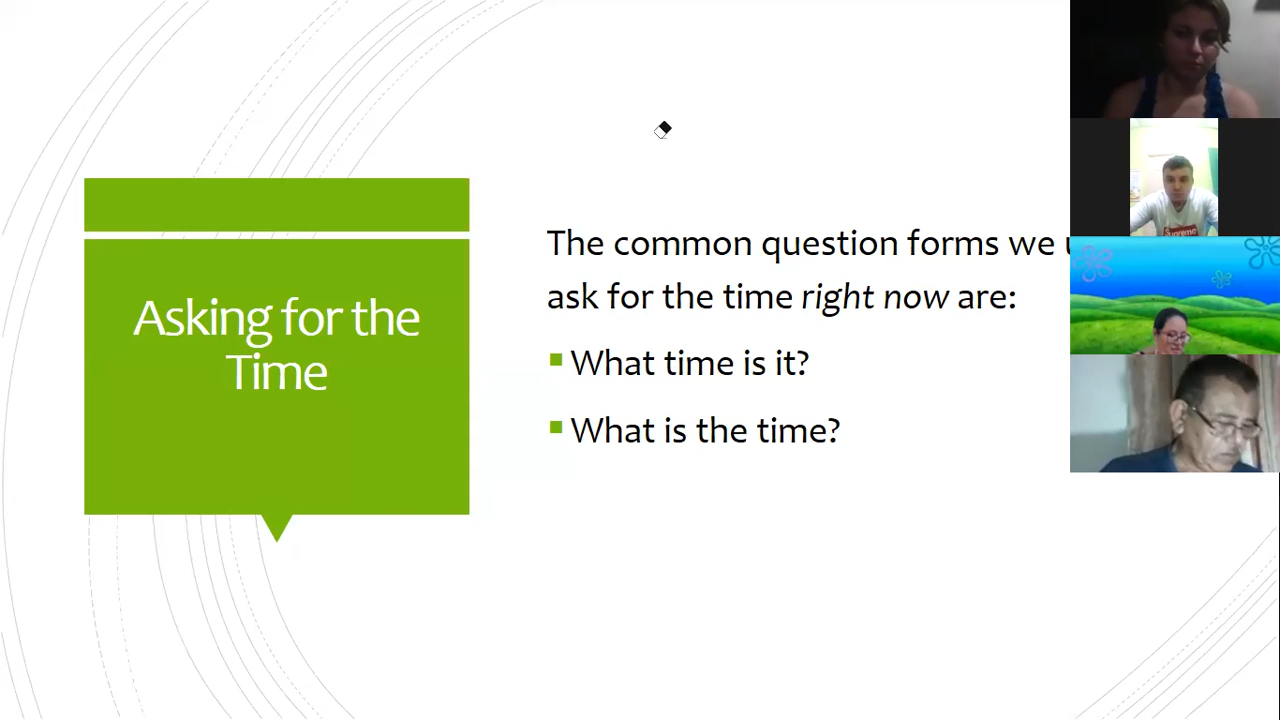 Asking for the
Time
The common question forms we
ask for the time right now are:
What time is it?
What is the time?
Supreme